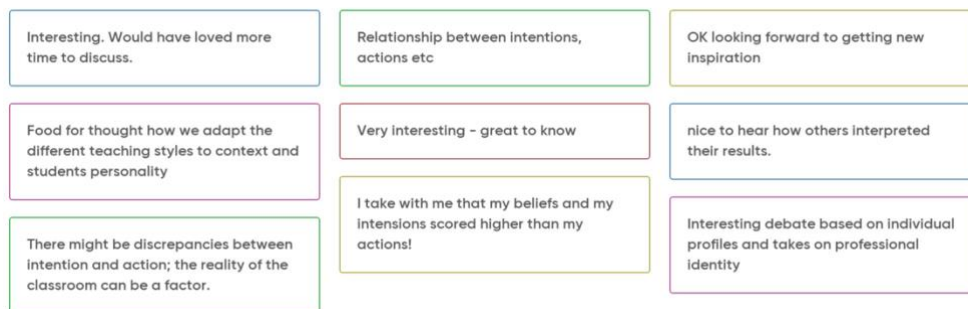 Interesting. Would have loved more
time to discuss.
Food for thought how we adapt the
different teaching styles to context and
students personality
There might be discrepancies between
intention and action; the reality of the
classroom can be a factor.
Relationship between intentions,
actions etc
Very interesting - great to know
I take with me that my beliefs and my
intensions scored higher than my
actions!
OK looking forward to getting new
inspiration
nice to hear how others interpreted
their results.
Interesting debate based on individual
profiles and takes on professional
identity